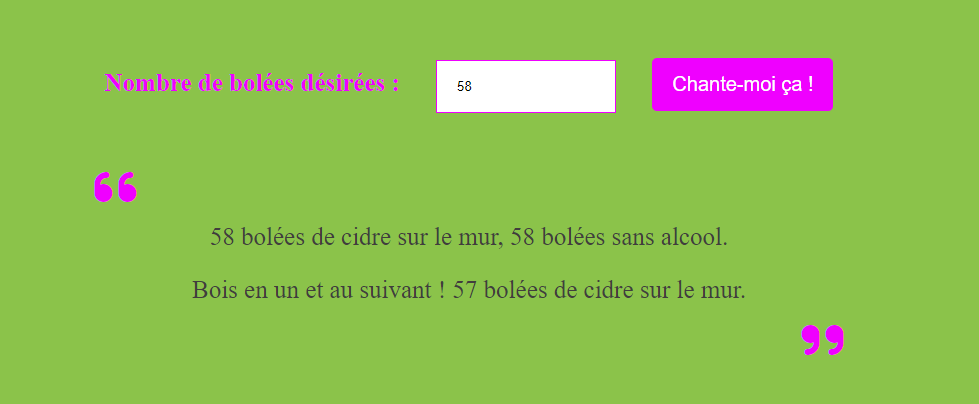 Nombre de bolées désirées : 58 Chante-moi ça !
“
58 bolées de cidre sur le mur, 58 bolées sans alcool.
Bois en un et au suivant ! 57 bolées de cidre sur le mur.
”